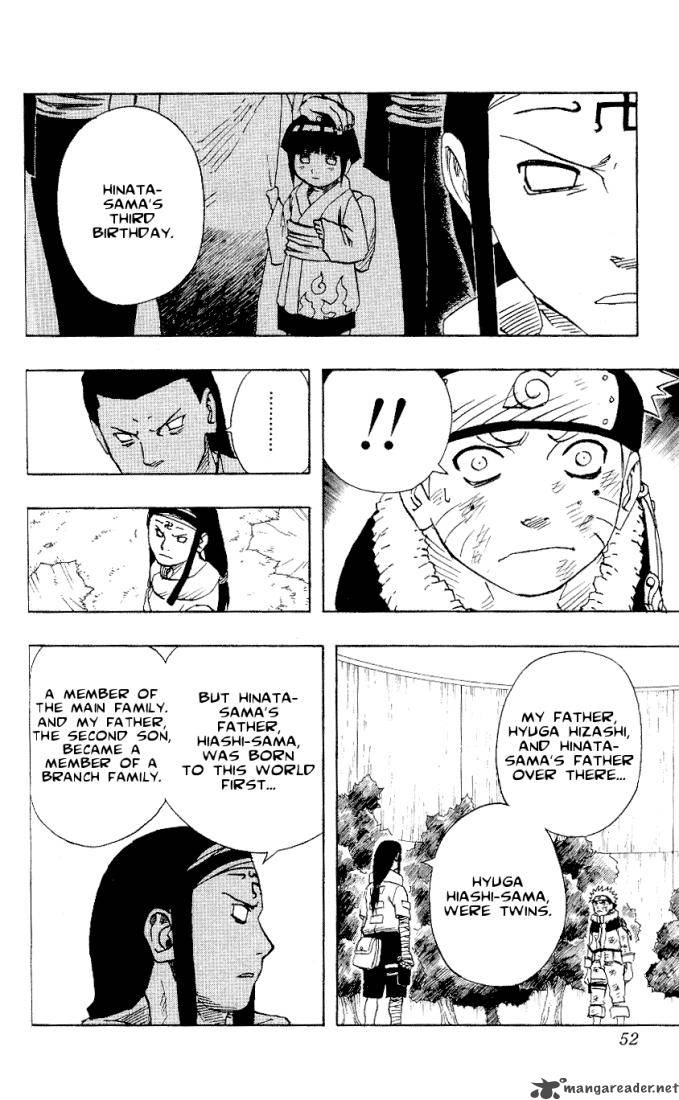 HINATA-
SAMA'S
THIRD
BIRTHDAY.
!!
........
MY FATHER,
HYUGA HIZASHI,
AND HINATA-
SAMA'S FATHER
OVER THERE...
HYUGA
HIASHI-SAMA,
WERE TWINS.
BUT HINATA-
SAMA'S
FATHER,
HIASHI-SAMA,
WAS BORN
TO THIS WORLD
FIRST...
A MEMBER OF
THE MAIN FAMILY.
AND MY FATHER,
THE SECOND SON,
BECAME A
MEMBER OF A
BRANCH FAMILY.
52
mangareader.net